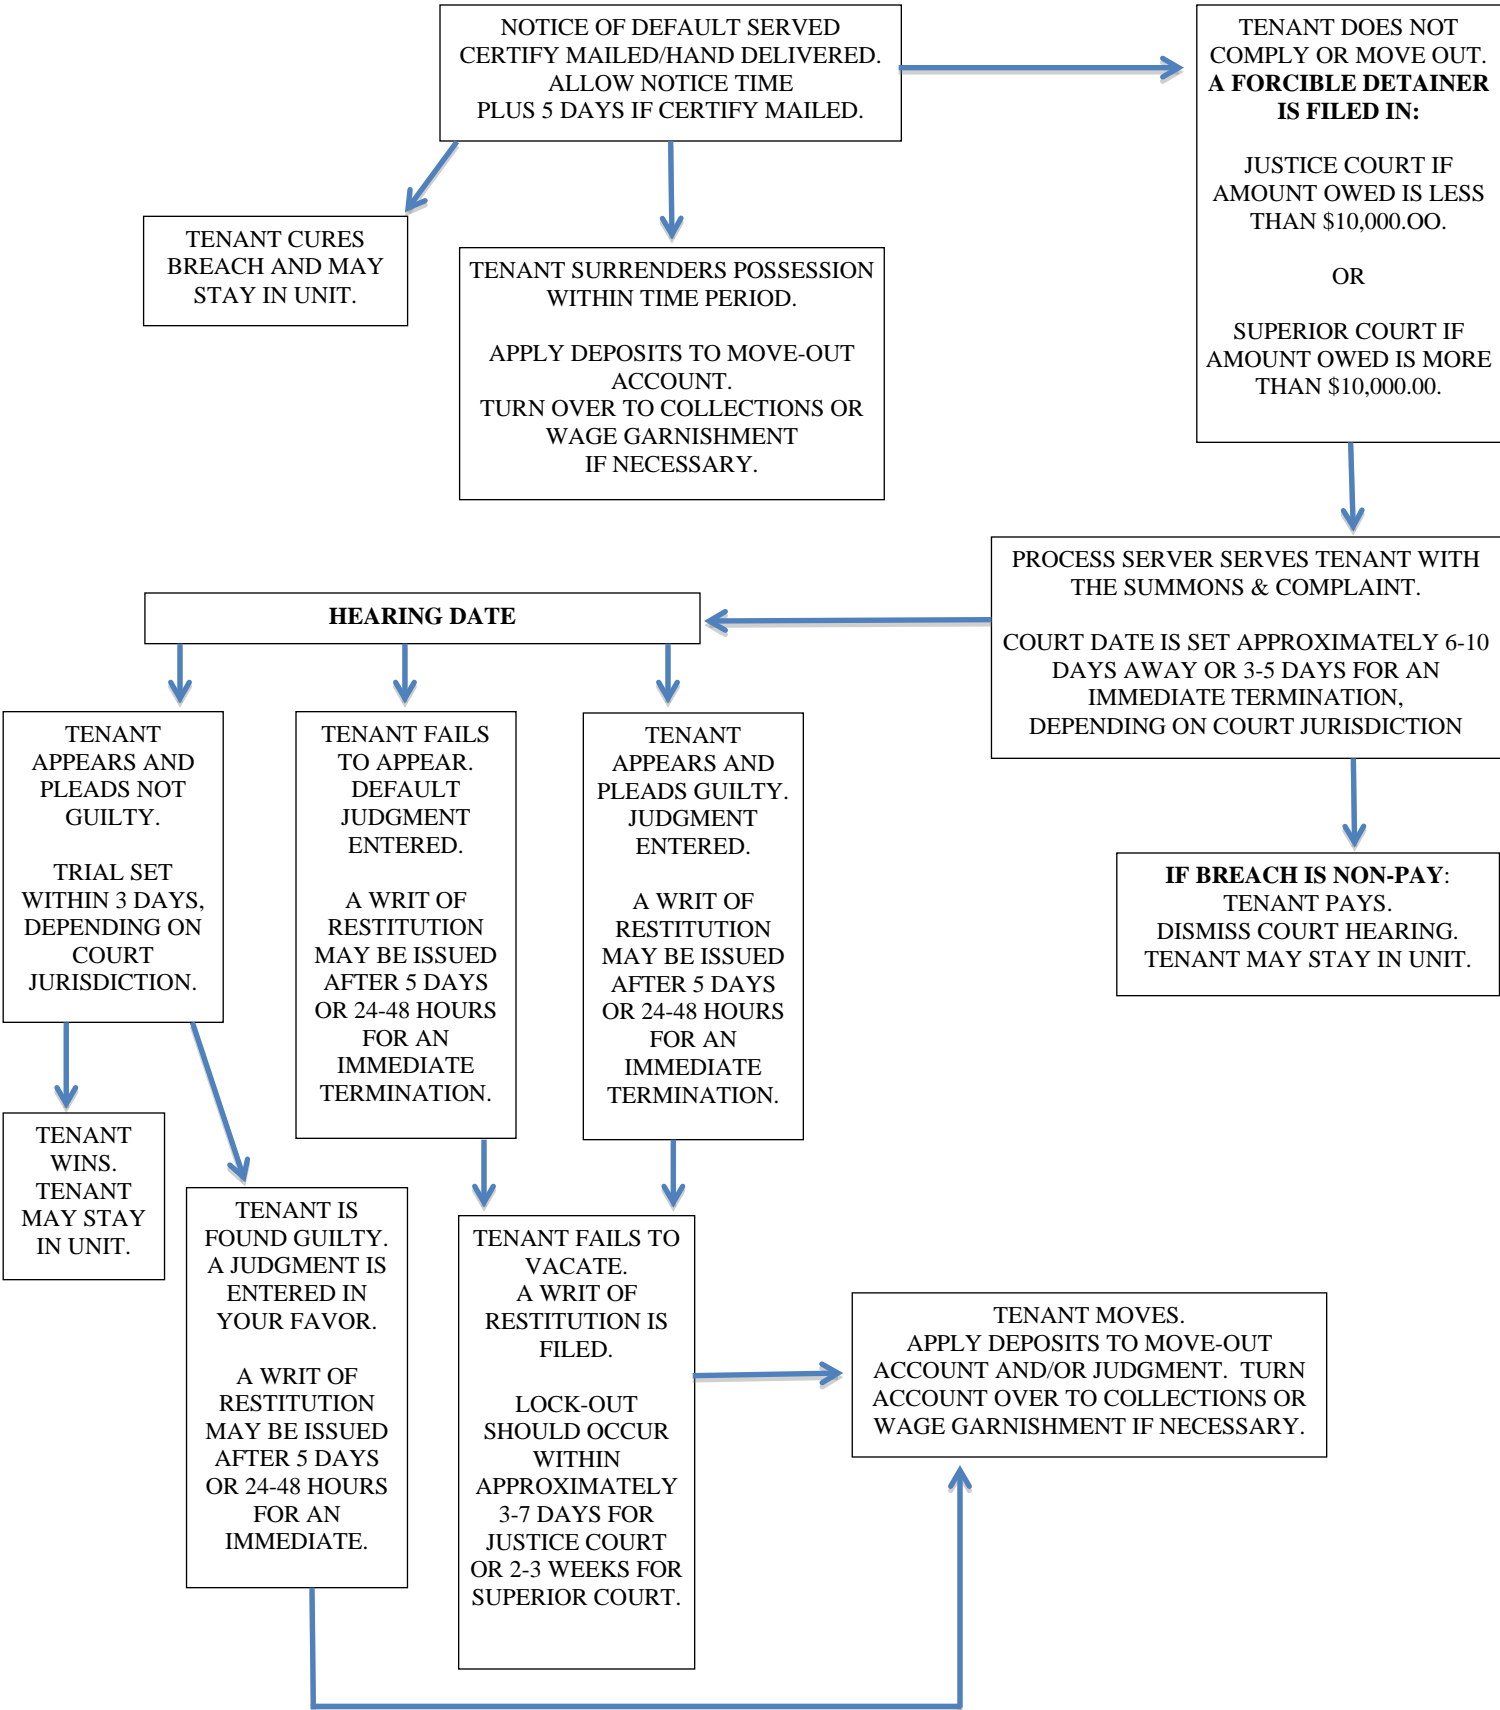 NOTICE OF DEFAULT SERVED
CERTIFY MAILED/HAND DELIVERED.
ALLOW NOTICE TIME
PLUS 5 DAYS IF CERTIFY MAILED.
TENANT DOES NOT
COMPLY OR MOVE OUT.
A FORCIBLE DETAINER
IS FILED IN:
JUSTICE COURT IF
AMOUNT OWED IS LESS
THAN $10,000.OO.
OR
SUPERIOR COURT IF
AMOUNT OWED IS MORE
THAN $10,000.00.
TENANT CURES
BREACH AND MAY
STAY IN UNIT.
TENANT SURRENDERS POSSESSION
WITHIN TIME PERIOD.
APPLY DEPOSITS TO MOVE-OUT
ACCOUNT.
TURN OVER TO COLLECTIONS OR
WAGE GARNISHMENT
IF NECESSARY.
PROCESS SERVER SERVES TENANT WITH
THE SUMMONS & COMPLAINT.
COURT DATE IS SET APPROXIMATELY 6-10
DAYS AWAY OR 3-5 DAYS FOR AN
IMMEDIATE TERMINATION,
DEPENDING ON COURT JURISDICTION
HEARING DATE
TENANT
APPEARS AND
PLEADS NOT
GUILTY.
TRIAL SET
WITHIN 3 DAYS,
DEPENDING ON
COURT
JURISDICTION.
TENANT FAILS
TO APPEAR.
DEFAULT
JUDGMENT
ENTERED.
A WRIT OF
RESTITUTION
MAY BE ISSUED
AFTER 5 DAYS
OR 24-48 HOURS
FOR AN
IMMEDIATE
TERMINATION.
TENANT
APPEARS AND
PLEADS GUILTY.
JUDGMENT
ENTERED.
A WRIT OF
RESTITUTION
MAY BE ISSUED
AFTER 5 DAYS
OR 24-48 HOURS
FOR AN
IMMEDIATE
TERMINATION.
IF BREACH IS NON-PAY:
TENANT PAYS.
DISMISS COURT HEARING.
TENANT MAY STAY IN UNIT.
TENANT
WINS.
TENANT
MAY STAY
IN UNIT.
TENANT IS
FOUND GUILTY.
A JUDGMENT IS
ENTERED IN
YOUR FAVOR.
A WRIT OF
RESTITUTION
MAY BE ISSUED
AFTER 5 DAYS
OR 24-48 HOURS
FOR AN
IMMEDIATE.
TENANT FAILS TO
VACATE.
A WRIT OF
RESTITUTION IS
FILED.
LOCK-OUT
SHOULD OCCUR
WITHIN
APPROXIMATELY
3-7 DAYS FOR
JUSTICE COURT
OR 2-3 WEEKS FOR
SUPERIOR COURT.
TENANT MOVES.
APPLY DEPOSITS TO MOVE-OUT
ACCOUNT AND/OR JUDGMENT.  TURN
ACCOUNT OVER TO COLLECTIONS OR
WAGE GARNISHMENT IF NECESSARY.